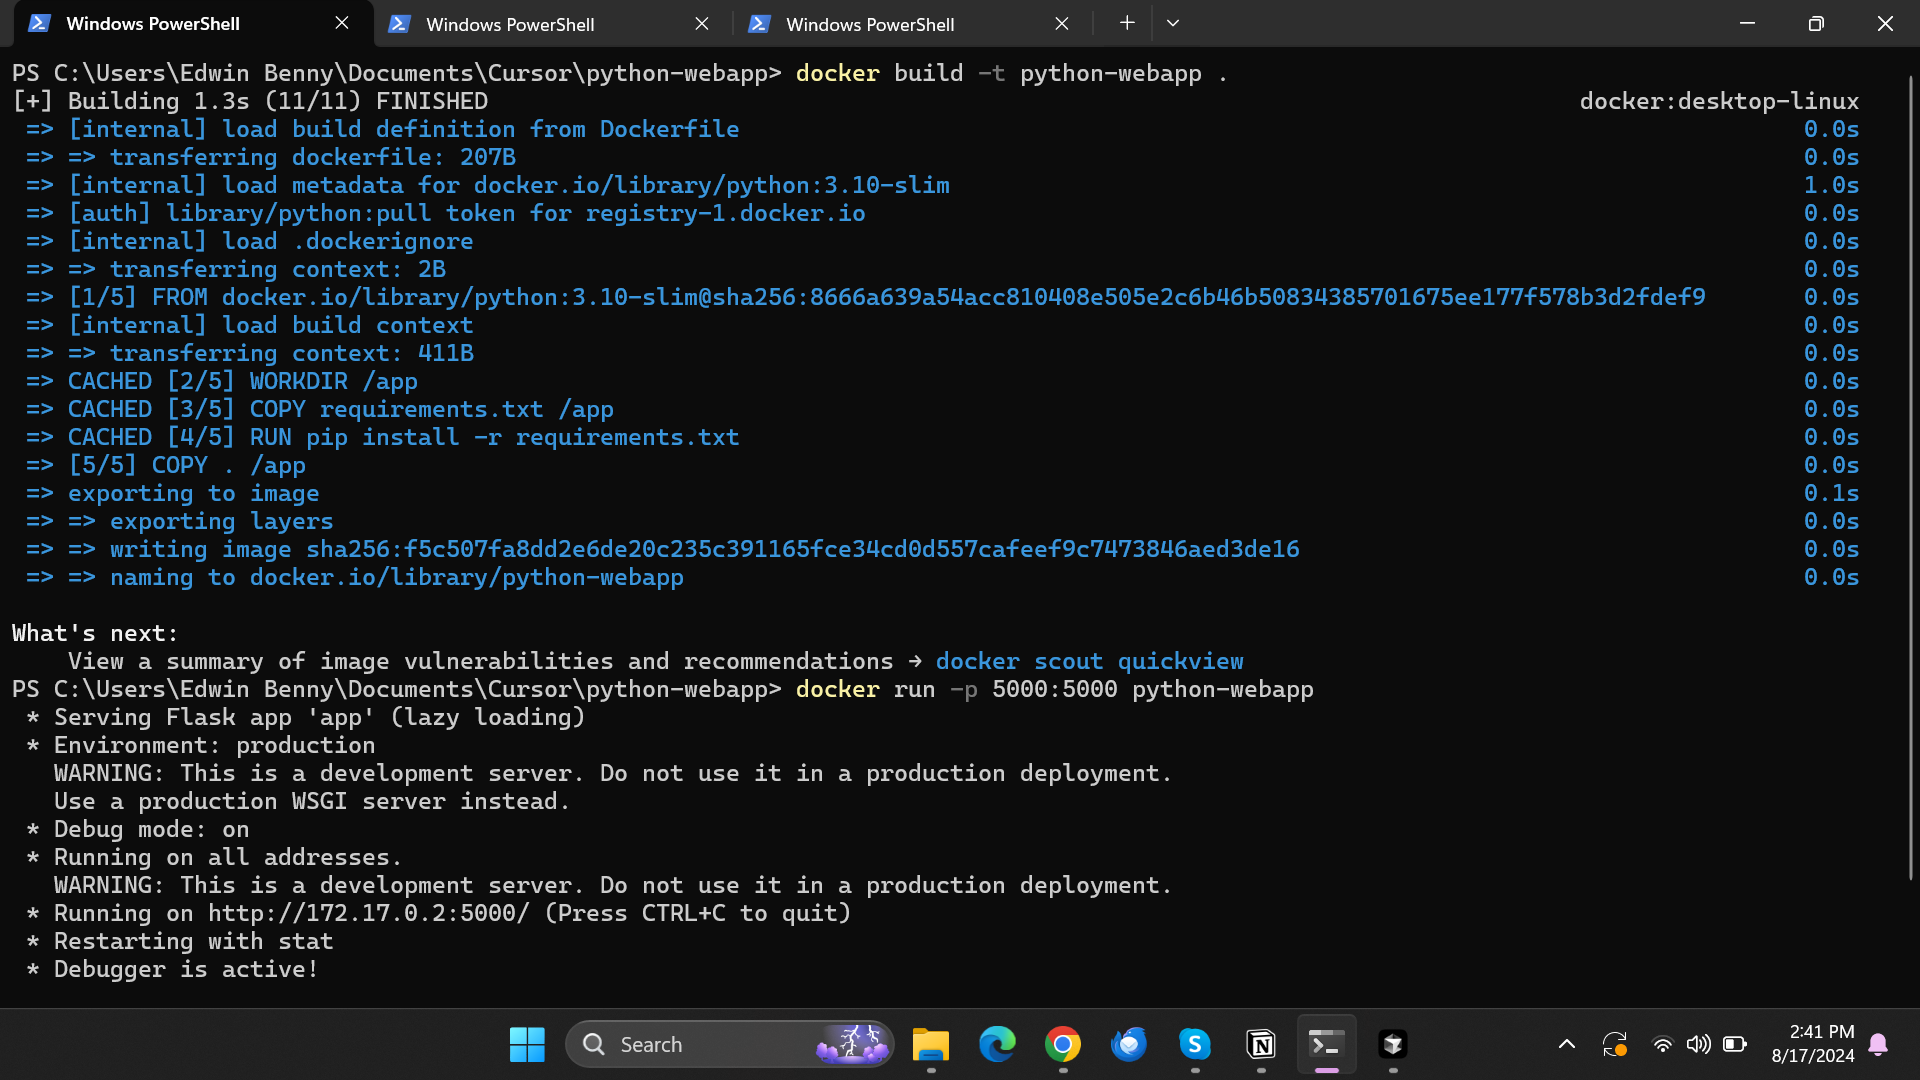 Windows PowerShell
Windows PowerShell
Windows PowerShell
PS C:\Users\Edwin Benny\Documents\Cursor\python-webapp> docker build -t python-webapp .
[+] Building 1.3s (11/11) FINISHED docker:desktop-linux
=> [internal] load build definition from Dockerfile 0.0s
=> => transferring dockerfile: 207B 0.0s
=> [internal] load metadata for docker.io/library/python:3.10-slim 1.0s
=> [auth] library/python:pull token for registry-1.docker.io 0.0s
=> [internal] load .dockerignore 0.0s
=> => transferring context: 2B 0.0s
=> [1/5] FROM docker.io/library/python:3.10-slim@sha256:8666a639a54acc810408e505e2c6b46b50834385701675ee177f578b3d2fdef9 0.0s
=> [internal] load build context 0.0s
=> => transferring context: 411B 0.0s
=> CACHED [2/5] WORKDIR /app 0.0s
=> CACHED [3/5] COPY requirements.txt /app 0.0s
=> CACHED [4/5] RUN pip install -r requirements.txt 0.0s
=> [5/5] COPY . /app 0.0s
=> exporting to image 0.1s
=> => exporting layers 0.0s
=> => writing image sha256:f5c507fa8dd2e6de20c235c391165fce34cd0d557cafeef9c7473846aed3de16 0.0s
=> => naming to docker.io/library/python-webapp 0.0s
What's next:
View a summary of image vulnerabilities and recommendations → docker scout quickview
PS C:\Users\Edwin Benny\Documents\Cursor\python-webapp> docker run -p 5000:5000 python-webapp
* Serving Flask app 'app' (lazy loading)
* Environment: production
WARNING: This is a development server. Do not use it in a production deployment.
Use a production WSGI server instead.
* Debug mode: on
* Running on all addresses.
WARNING: This is a development server. Do not use it in a production deployment.
* Running on http://172.17.0.2:5000/ (Press CTRL+C to quit)
* Restarting with stat
* Debugger is active!
Search
2:41 PM
8/17/2024